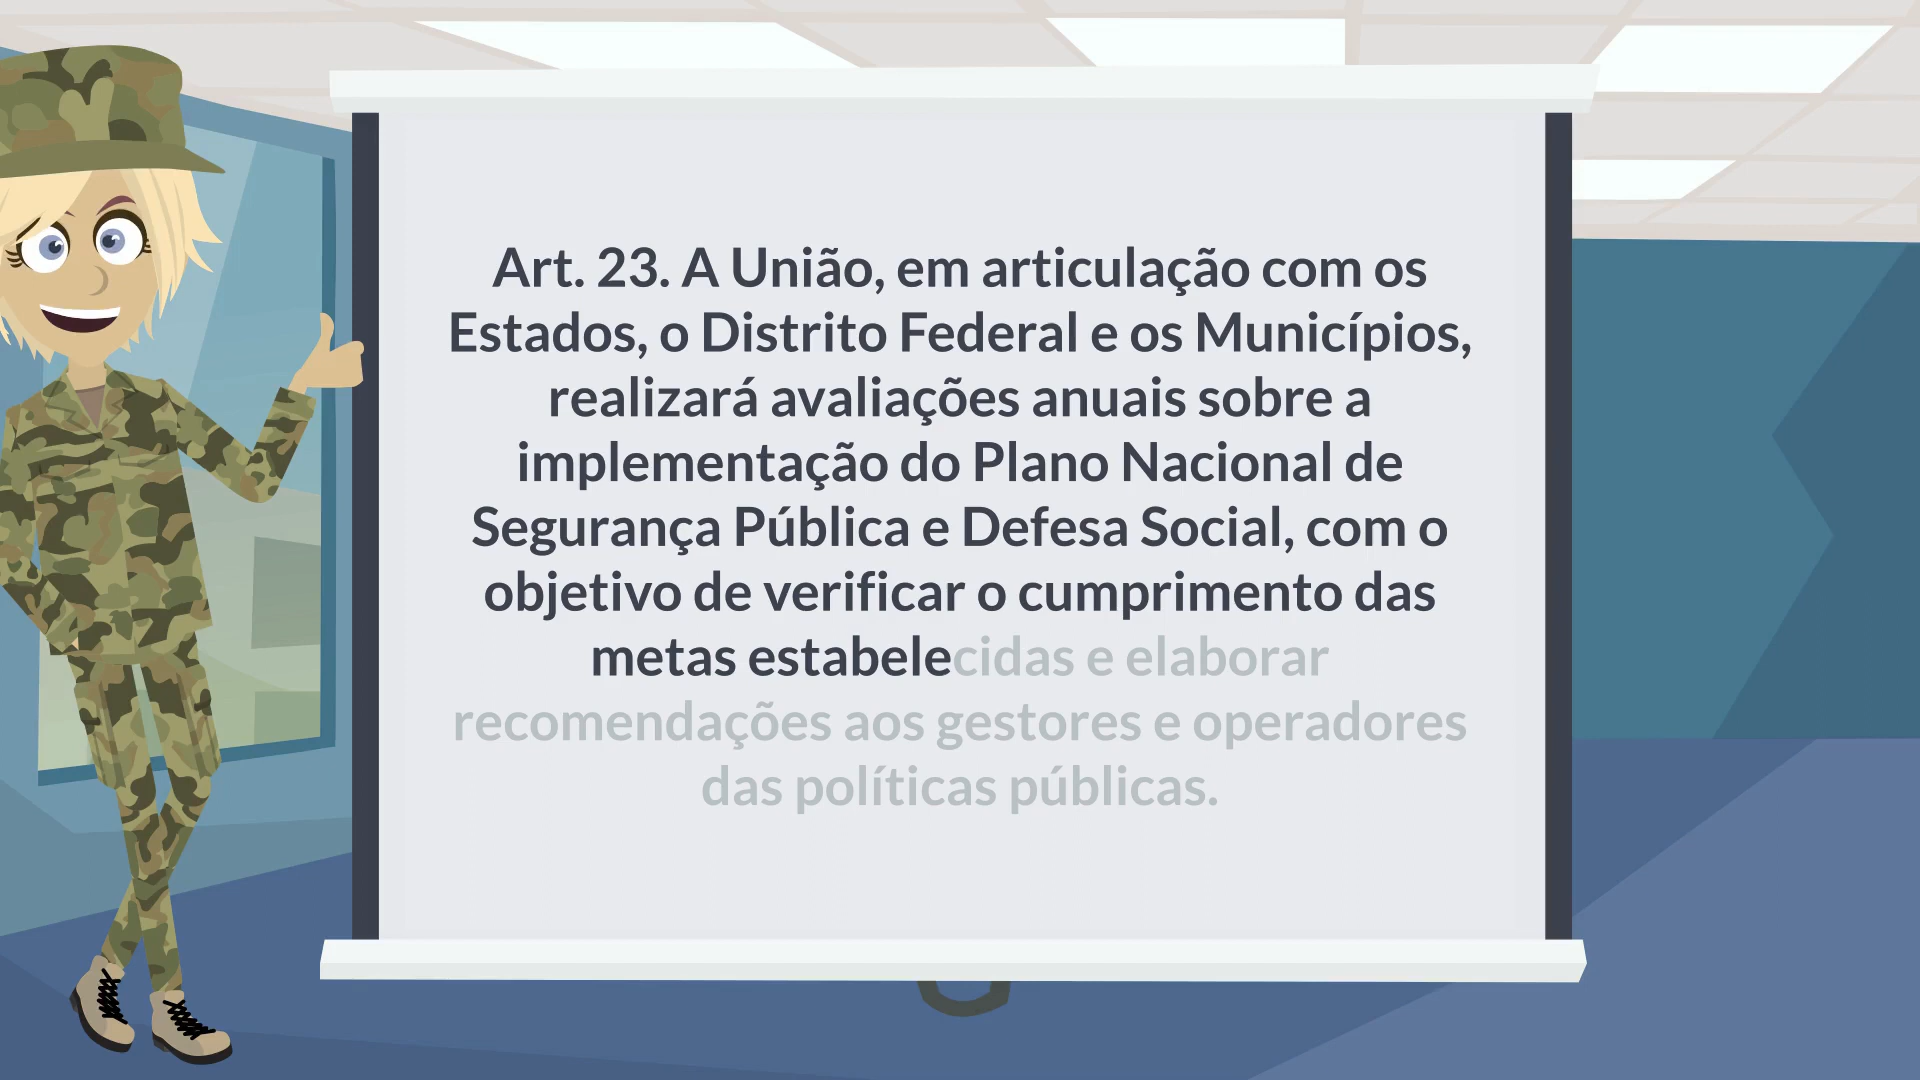 Art. 23. A União, em articulação com os
Estados, o Distrito Federal e os Municípios,
realizará avaliações anuais sobre a
implementação do Plano Nacional de
Segurança Pública e Defesa Social, com o
objetivo de verificar o cumprimento das
metas estabelecidas e elaborar
recomendações aos gestores e operadores
das políticas públicas.